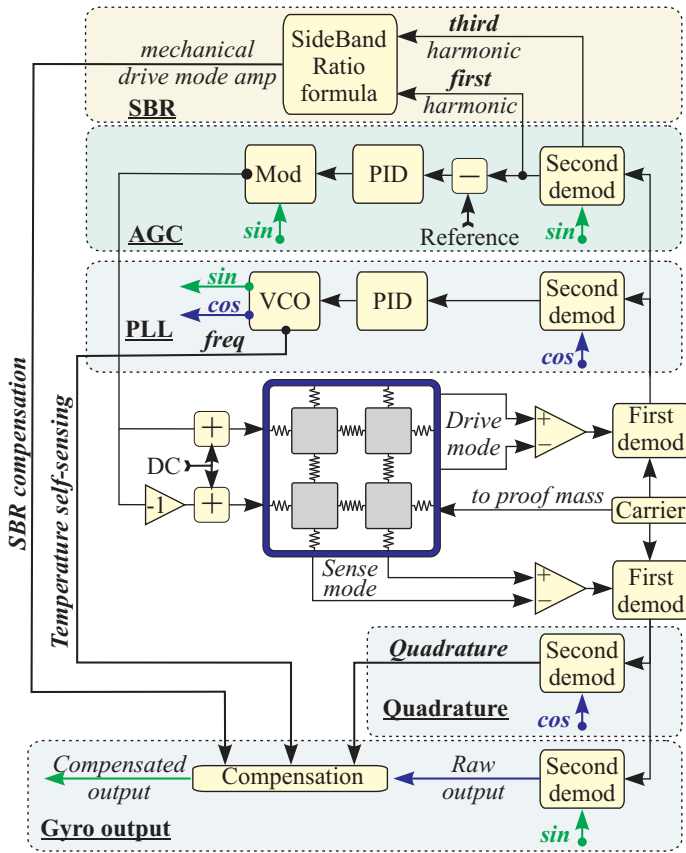 mechanical
drive mode amp
SBR
SideBand
Ratio
formula
third
harmonic
first
harmonic
Mod
PID
−
Second
demod
sin
Reference
sin
AGC
sin
cos
VCO
PID
Second
demod
PLL
freq
cos
SBR compensation
Temperature self-sensing
+
DC
-1
+
Drive
mode
+
−
First
demod
to proof mass
Carrier
Sense
mode
+
−
First
demod
Quadrature
Second
demod
Quadrature
cos
Compensated
output
Compensation
Raw
output
Second
demod
Gyro output
sin